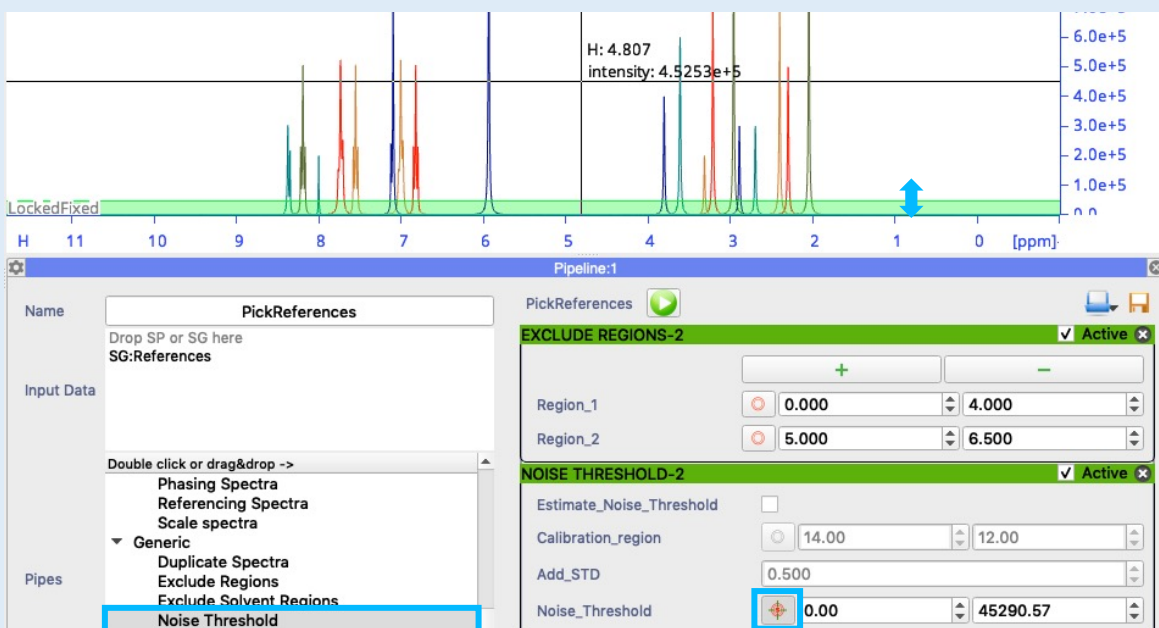 6.0e+5
H: 4.807
5.0e+5
intensity: 4.5253e+5
4.0e+5
3.0e+5
2.0e+5
1.0e+5
LockedFixed
0.0
H 11 10 9 8 7 6 5 4 3 2 1 0 [ppm]
Pipeline:1
Name PickReferences
PickReferences
Drop SP or SG here
SG:References
Input Data
EXCLUDE REGIONS-2 Active
+ −
Region_1 0.000 4.000
Region_2 5.000 6.500
Double click or drag&drop ->
NOISE THRESHOLD-2 Active
Phasing Spectra
Referencing Spectra
Scale spectra
Generic
Duplicate Spectra
Exclude Regions
Exclude Solvent Regions
Noise Threshold
Pipes
Estimate_Noise_Threshold
Calibration_region 14.00 12.00
Add_STD 0.500
Noise_Threshold 0.00 45290.57